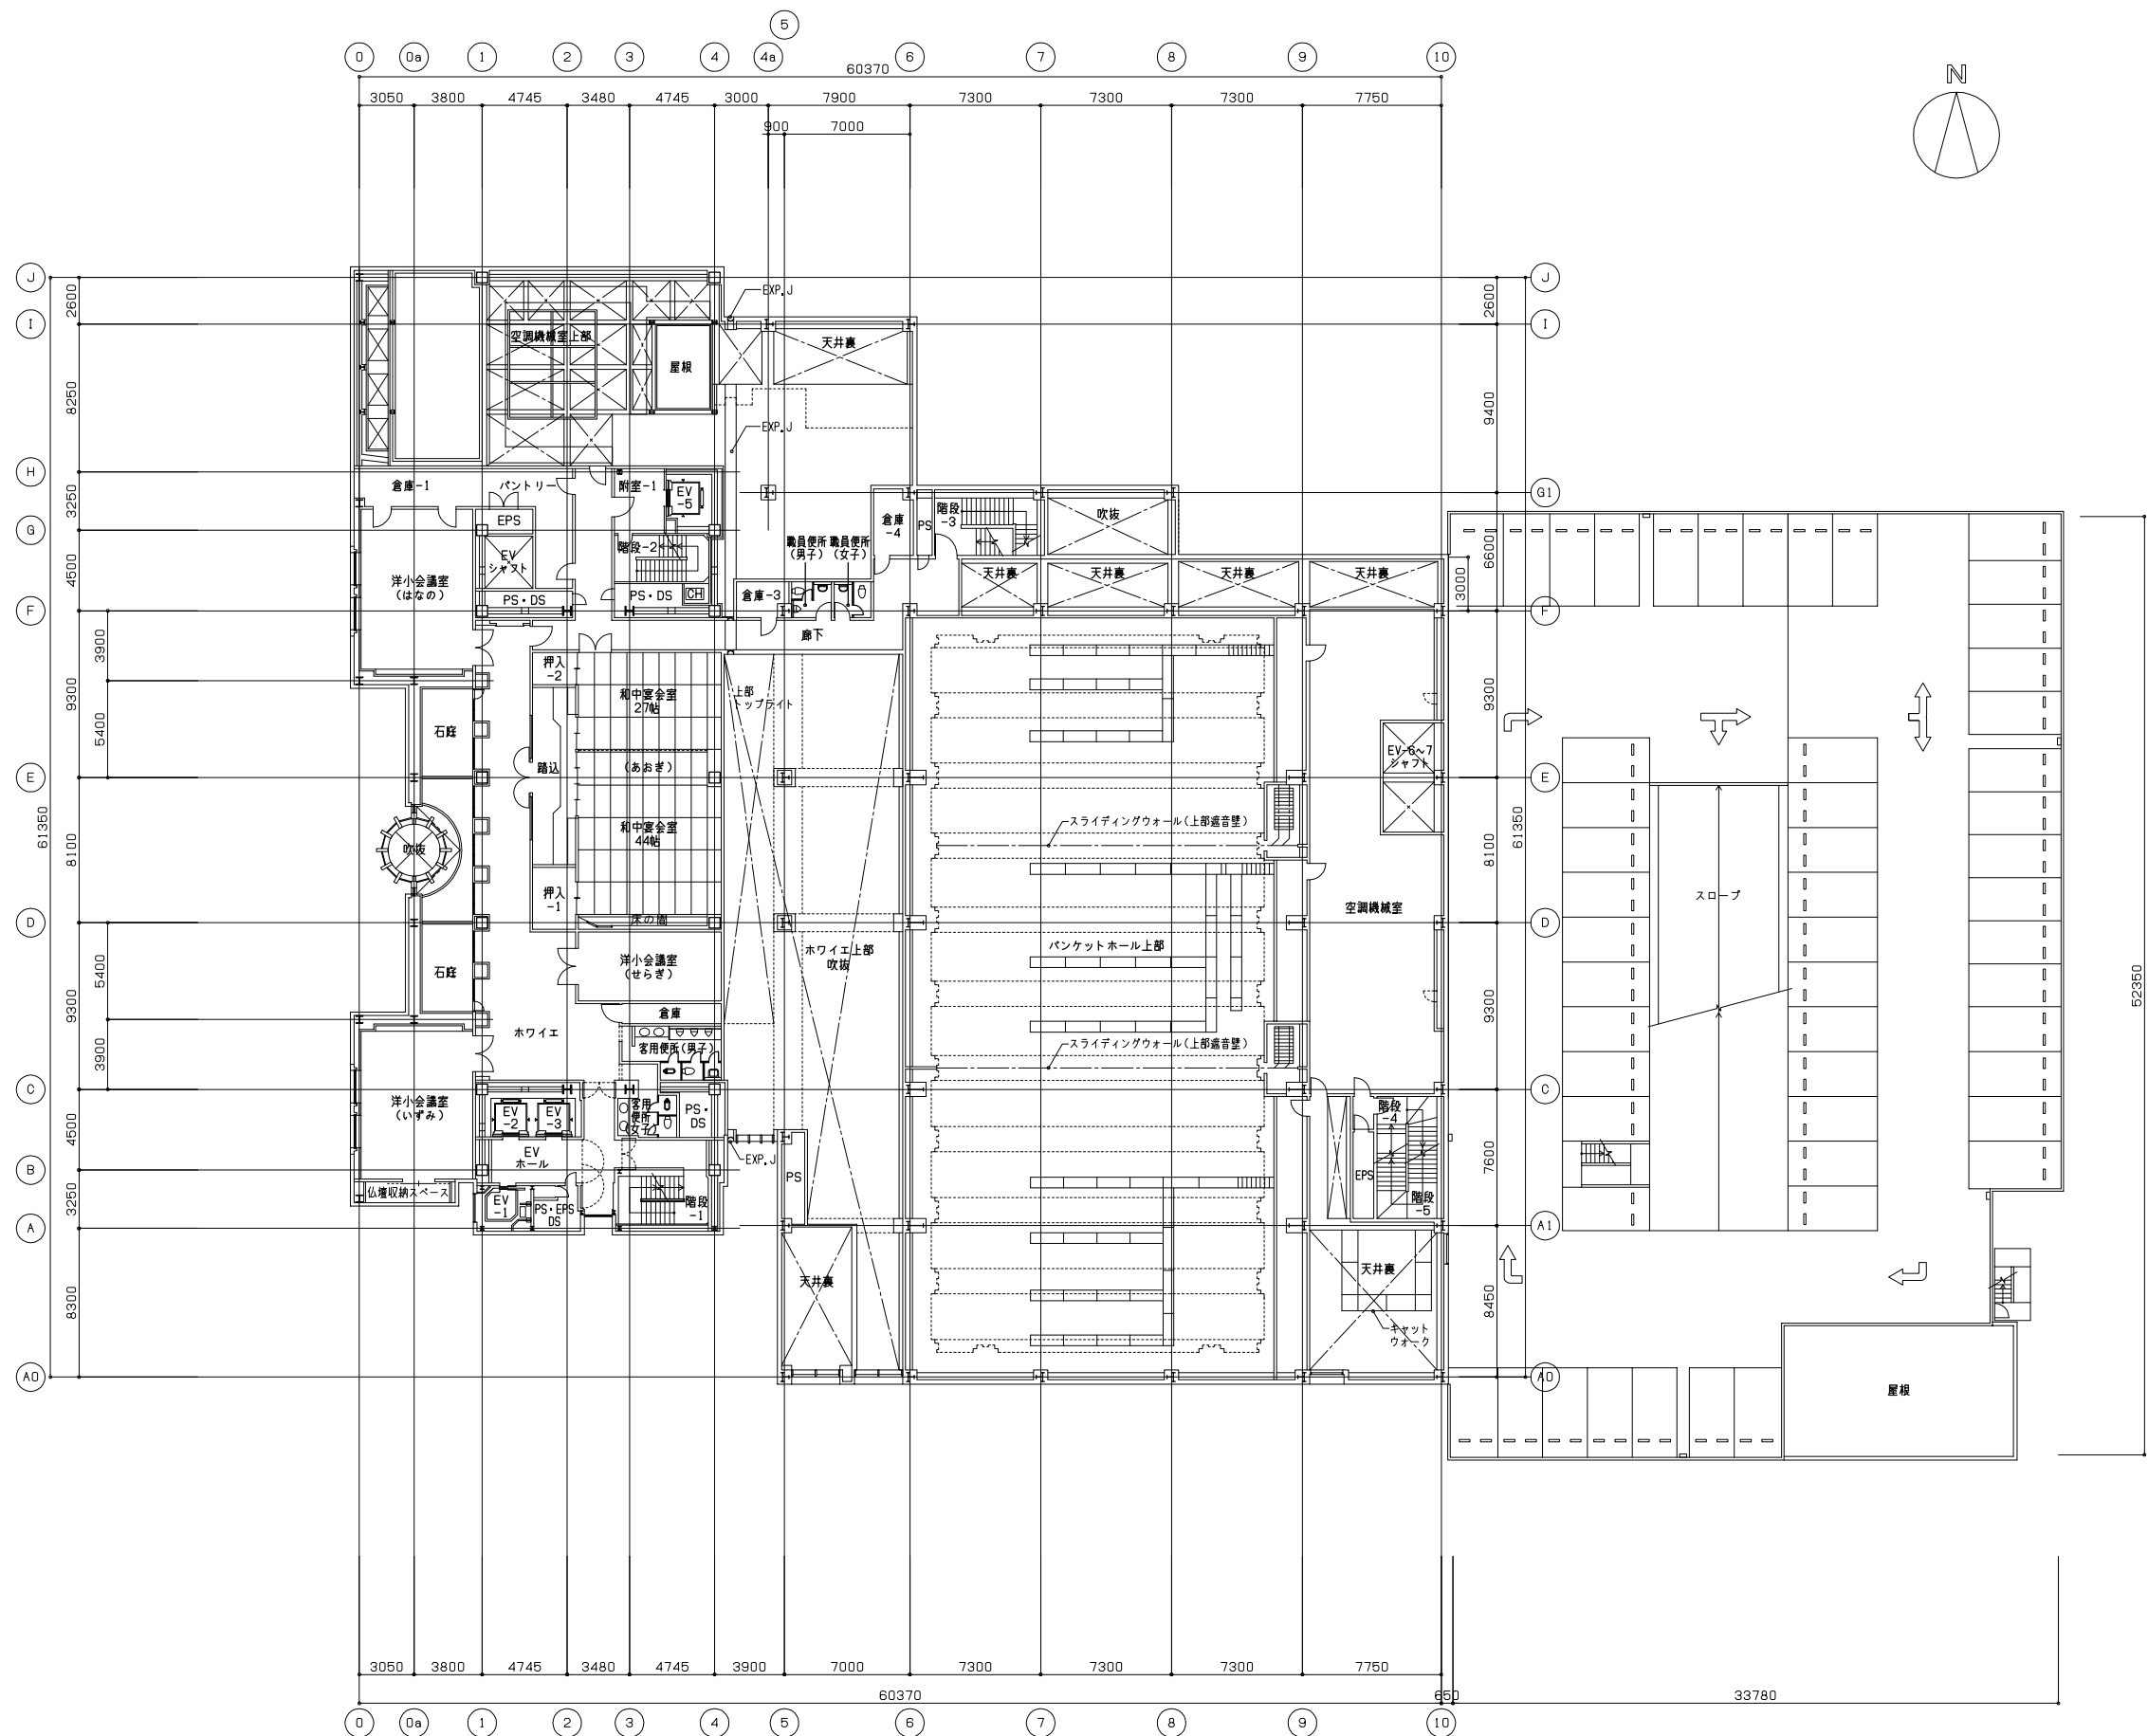 5
0
0a
1
2
3
4
4a
6
7
8
9
10
60370
3050
3800
4745
3480
4745
3000
7900
7300
7300
7300
7750
900
7000
N
J
I
H
G
F
E
D
C
B
A
A0
2600
8250
3250
4600
9300
8100
9300
4600
3250
8300
3900
5400
5400
3900
61350
J
I
G1
F
E
D
C
A1
A0
2600
9400
6600
3000
9300
8100
9300
7600
8450
61350
52350
EXP.J
空調機械室上部
屋根
天井裏
EXP.J
倉庫-1
パントリー
附室-1
EV
-5
EPS
EV
シャフト
階段-2
PS・DS
PS・DS
CH
洋小会議室
(はなの)
倉庫
-4
PS
階段
-3
吹抜
職員便所
(男子)
職員便所
(女子)
倉庫-3
廊下
天井裏
天井裏
天井裏
天井裏
押入
-2
和中宴会室
27帖
上部
トップライト
石庭
踏込
(あおぎ)
和中宴会室
44帖
吹抜
押入
-1
床の間
石庭
洋小会議室
(せらぎ)
ホワイエ上部
吹抜
スライディングウォール(上部遮音壁)
バンケットホール上部
スライディングウォール(上部遮音壁)
EV-6~7
シャフト
空調機械室
スロープ
倉庫
ホワイエ
客用便所(男子)
洋小会議室
(いずみ)
EV
-2
EV
-3
客用
便所
(女子)
PS・
DS
EV
ホール
EXP.J
PS
仏壇収納スペース
EV
-1
PS・EPS
DS
階段
-1
階段
-4
EPS
階段
-5
天井裏
天井裏
キャット
ウォーク
屋根
3050
3800
4745
3480
4745
3900
7000
7300
7300
7300
7750
60370
650
33780
0
0a
1
2
3
4
5
6
7
8
9
10